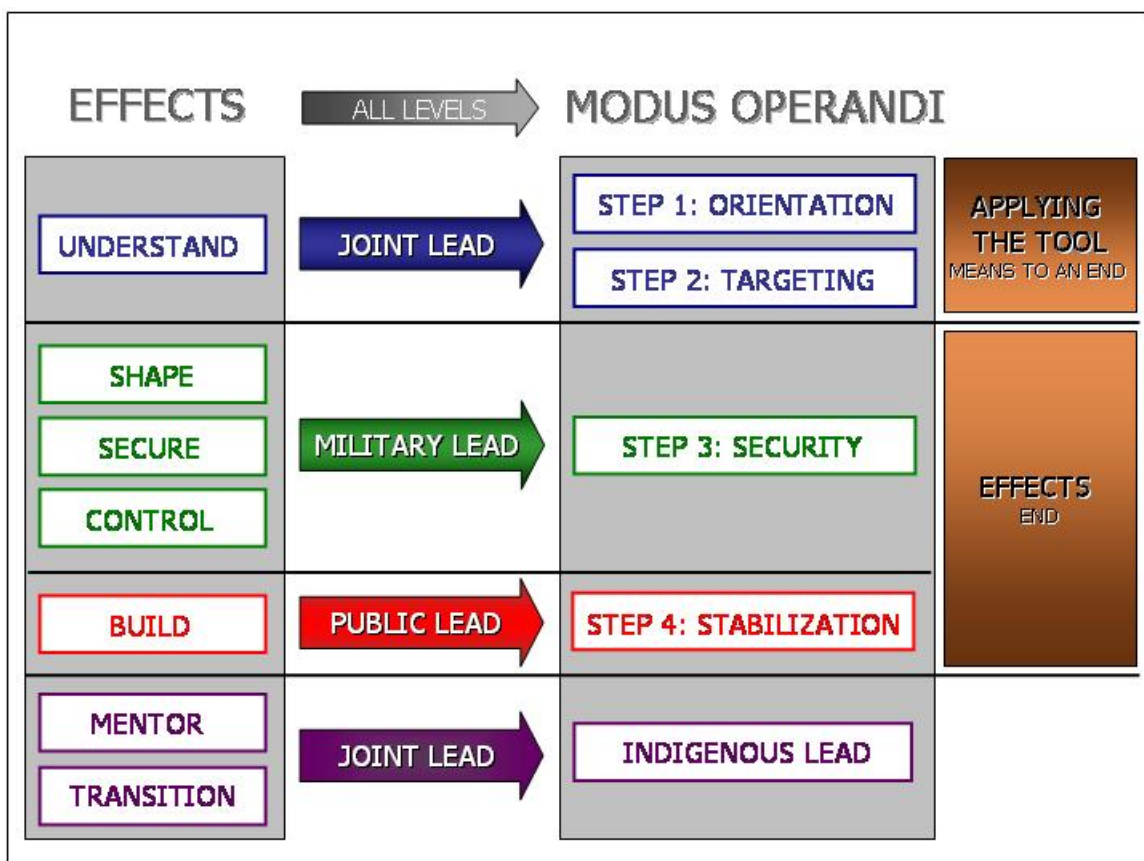 EFFECTS
ALL LEVELS
MODUS OPERANDI
UNDERSTAND
JOINT LEAD
STEP 1: ORIENTATION
STEP 2: TARGETING
APPLYING
THE TOOL
MEANS TO AN END
SHAPE
SECURE
CONTROL
MILITARY LEAD
STEP 3: SECURITY
EFFECTS
END
BUILD
PUBLIC LEAD
STEP 4: STABILIZATION
MENTOR
TRANSITION
JOINT LEAD
INDIGENOUS LEAD